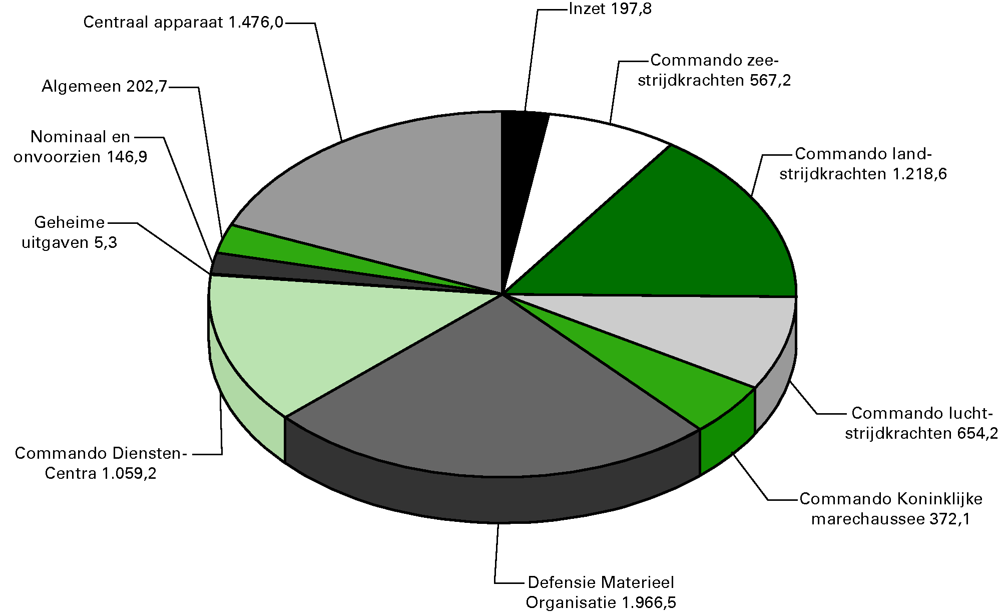 Inzet 197,8
Commando zee-
strijdkrachten 567,2
Commando land-
strijdkrachten 1.218,6
Commando lucht-
strijdkrachten 654,2
Commando Koninklijke
marechaussee 372,1
Defensie Materieel
Organisatie 1.966,5
Commando Diensten-
Centra 1.059,2
Geheime
uitgaven 5,3
Nominaal en
onvoorzien 146,9
Algemeen 202,7
Centraal apparaat 1.476,0